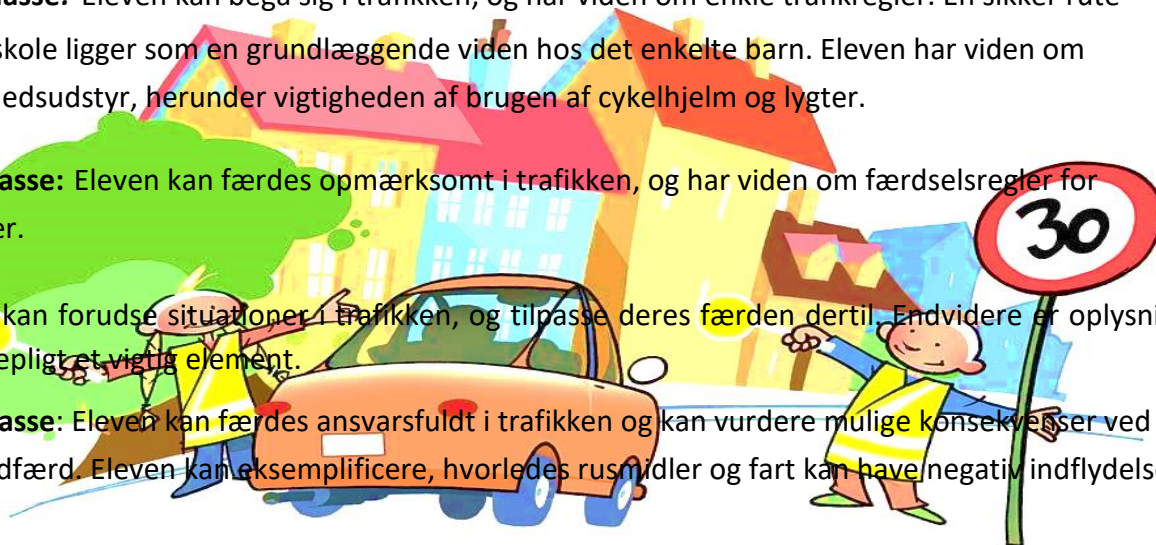 asse: Eleven kan begå sig i trafikken, og har viden om enkle trafikregler. En sikker rute
skole ligger som en grundlæggende viden hos det enkelte barn. Eleven har viden om
edsudstyr, herunder vigtigheden af brugen af cykelhjelm og lygter.
asse: Eleven kan færdes opmærksomt i trafikken, og har viden om færdselsregler for
er.
30
kan forudse situationer i trafikken, og tilpasse deres færden dertil. Endvidere er oplysni
epligt et vigtig element.
asse: Eleven kan færdes ansvarsfuldt i trafikken og kan vurdere mulige konsekvenser ved
dfærd. Eleven kan eksemplificere, hvorledes rusmidler og fart kan have negativ indflydelse